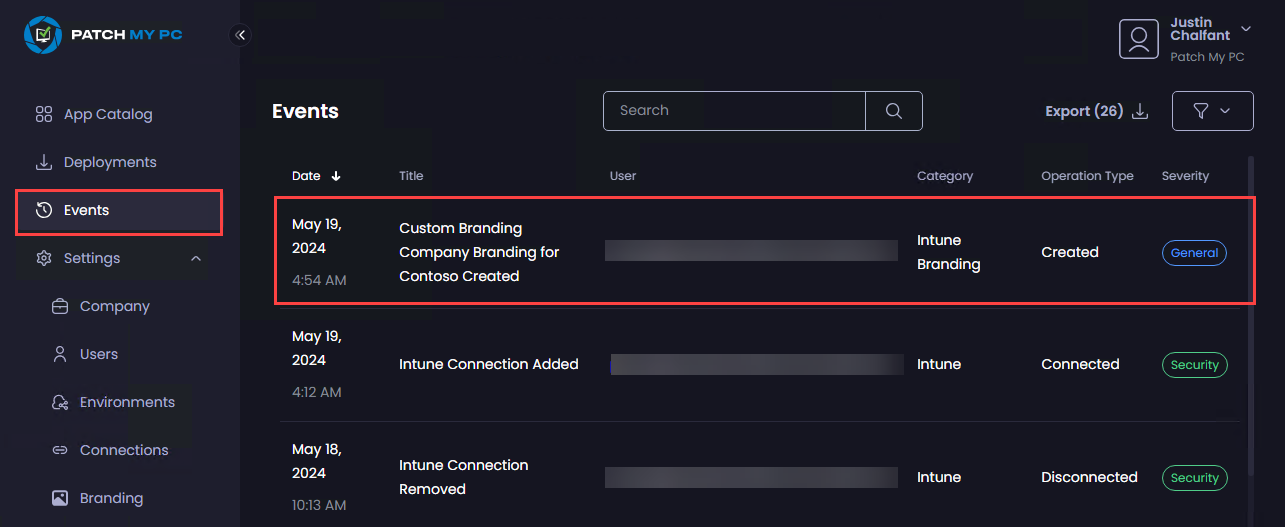 PATCH MY PC
Justin
Chalfant
Patch My PC
App Catalog
Deployments
Events
Settings
Company
Users
Environments
Connections
Branding
Events
Search
Export (26)
Date Title User Category Operation Type Severity
May 19,
2024
4:54 AM
Custom Branding
Company Branding for
Contoso Created
Intune
Branding
Created
General
May 19,
2024
4:12 AM
Intune Connection Added
Intune
Connected
Security
May 18,
2024
10:13 AM
Intune Connection
Removed
Intune
Disconnected
Security